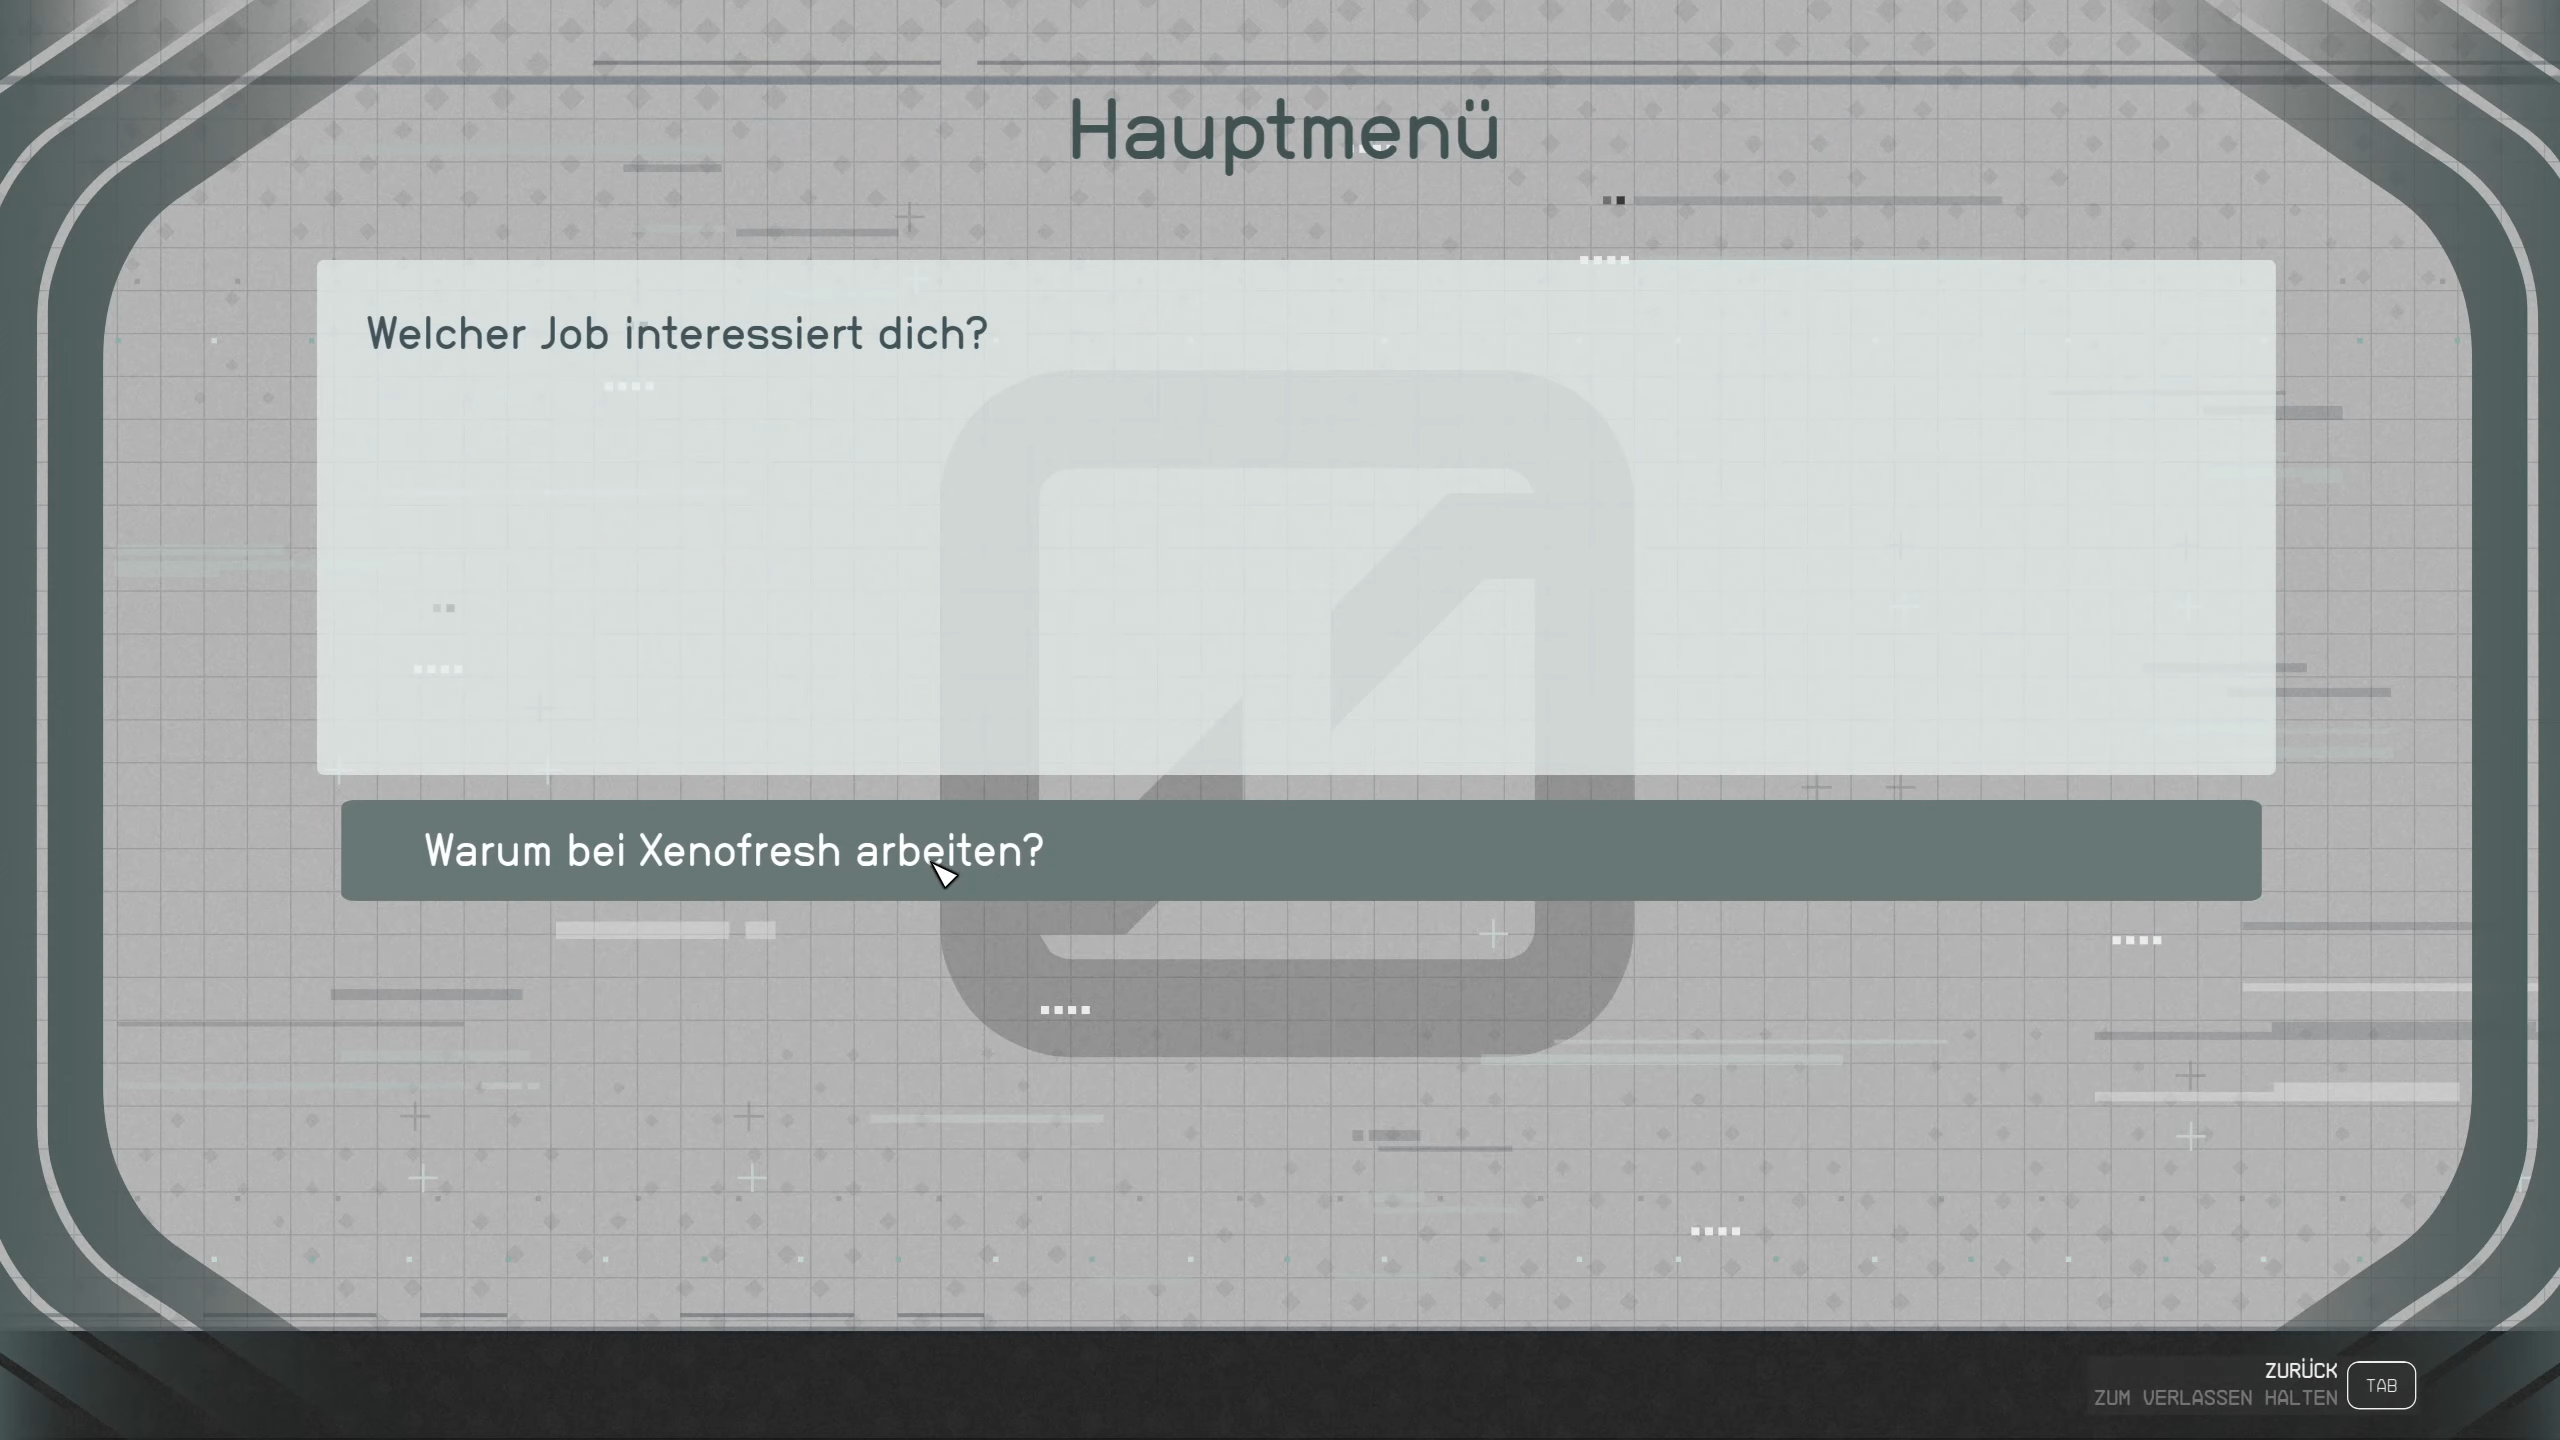 Hauptmenü
Welcher Job interessiert dich?
Warum bei Xenofresh arbeiten?
ZURÜCK
ZUM VERLASSEN HALTEN
TAB